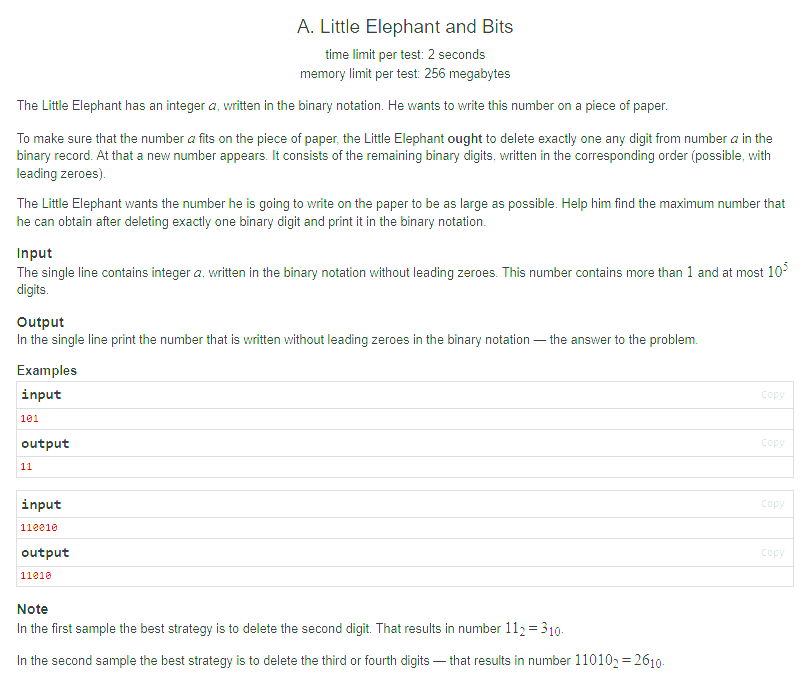 A. Little Elephant and Bits
time limit per test: 2 seconds
memory limit per test: 256 megabytes
The Little Elephant has an integer a, written in the binary notation. He wants to write this number on a piece of paper.
To make sure that the number a fits on the piece of paper, the Little Elephant ought to delete exactly one any digit from number a in the
binary record. At that a new number appears. It consists of the remaining binary digits, written in the corresponding order (possible, with
leading zeroes).
The Little Elephant wants the number he is going to write on the paper to be as large as possible. Help him find the maximum number that
he can obtain after deleting exactly one binary digit and print it in the binary notation.
Input
The single line contains integer a, written in the binary notation without leading zeroes. This number contains more than 1 and at most 10^5
digits.
Output
In the single line print the number that is written without leading zeroes in the binary notation — the answer to the problem.
Examples
input Copy
101
output Copy
11
input Copy
110010
output Copy
11010
Note
In the first sample the best strategy is to delete the second digit. That results in number 11₂ = 3₁₀.
In the second sample the best strategy is to delete the third or fourth digits — that results in number 11010₂ = 26₁₀.